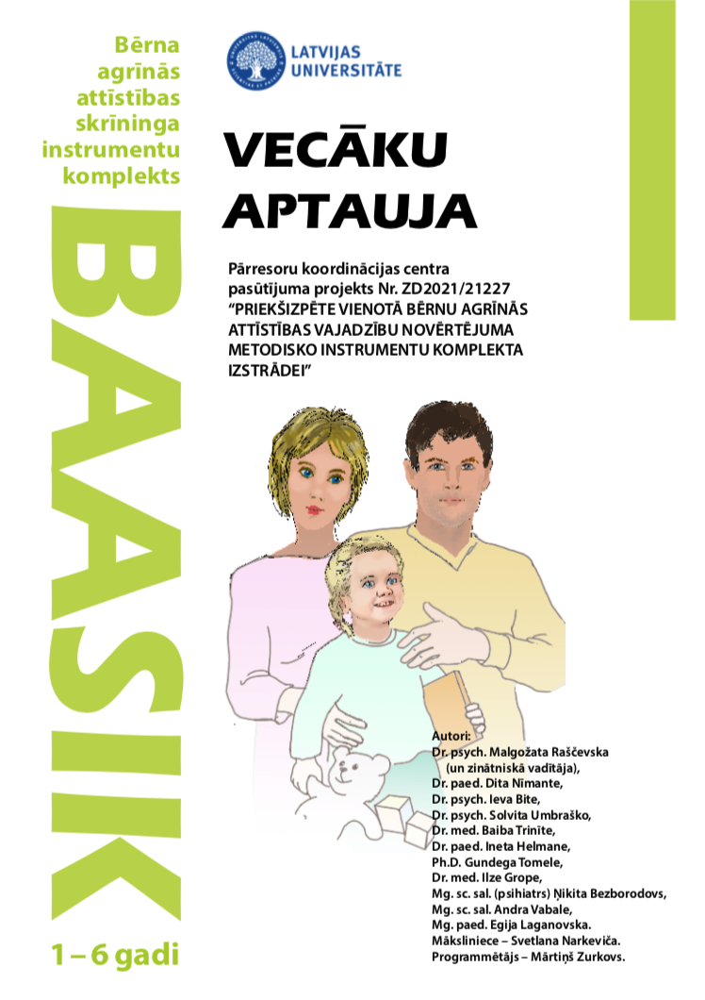 Bērna
agrīnās
attīstības
skrīninga
instrumentu
komplekts
BAASIK
1 – 6 gadi
LATVIJAS
UNIVERSITĀTE
VECĀKU
APTAUJA
Pārresoru koordinācijas centra
pasūtījuma projekts Nr. ZD2021/21227
“PRIEKŠIZPĒTE VIENOTĀ BĒRNU AGRĪNĀS
ATTĪSTĪBAS VAJADZĪBU NOVĒRTĒJUMA
METODISKO INSTRUMENTU KOMPLEKTA
IZSTRĀDEI”
Autori:
Dr. psych. Malgožata Raščevska
(un zinātniskā vadītāja),
Dr. paed. Dita Nīmante,
Dr. psych. Ieva Bite,
Dr. psych. Solvita Umbraško,
Dr. med. Baiba Trinīte,
Dr. paed. Ineta Helmane,
Ph.D. Gundega Tomele,
Dr. med. Ilze Grope,
Mg. sc. sal. (psihiatrs) Ņikita Bezborodovs,
Mg. sc. sal. Andra Vabale,
Mg. paed. Egija Laganovska.
Māksliniece – Svetlana Narkeviča.
Programmētājs – Mārtiņš Zurkovs.